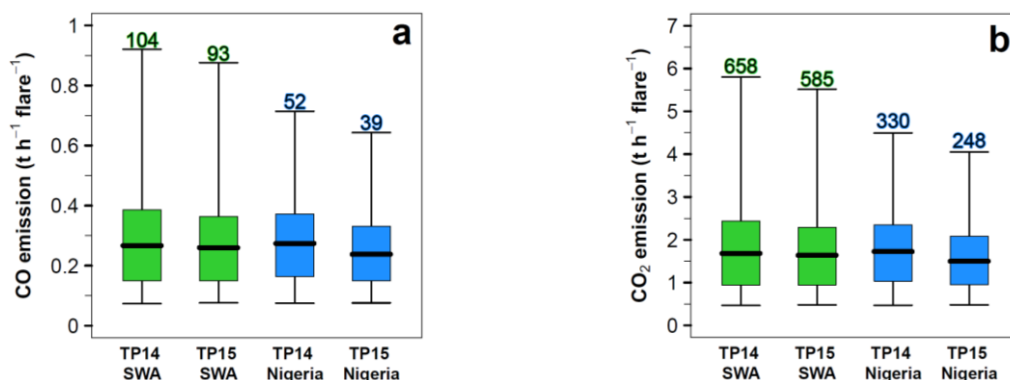 a
CO emission (t h⁻¹ flare⁻¹)
1
0.8
0.6
0.4
0.2
0
104
93
52
39
TP14
SWA
TP15
SWA
TP14
Nigeria
TP15
Nigeria
b
CO₂ emission (t h⁻¹ flare⁻¹)
7
6
5
4
3
2
1
0
658
585
330
248
TP14
SWA
TP15
SWA
TP14
Nigeria
TP15
Nigeria